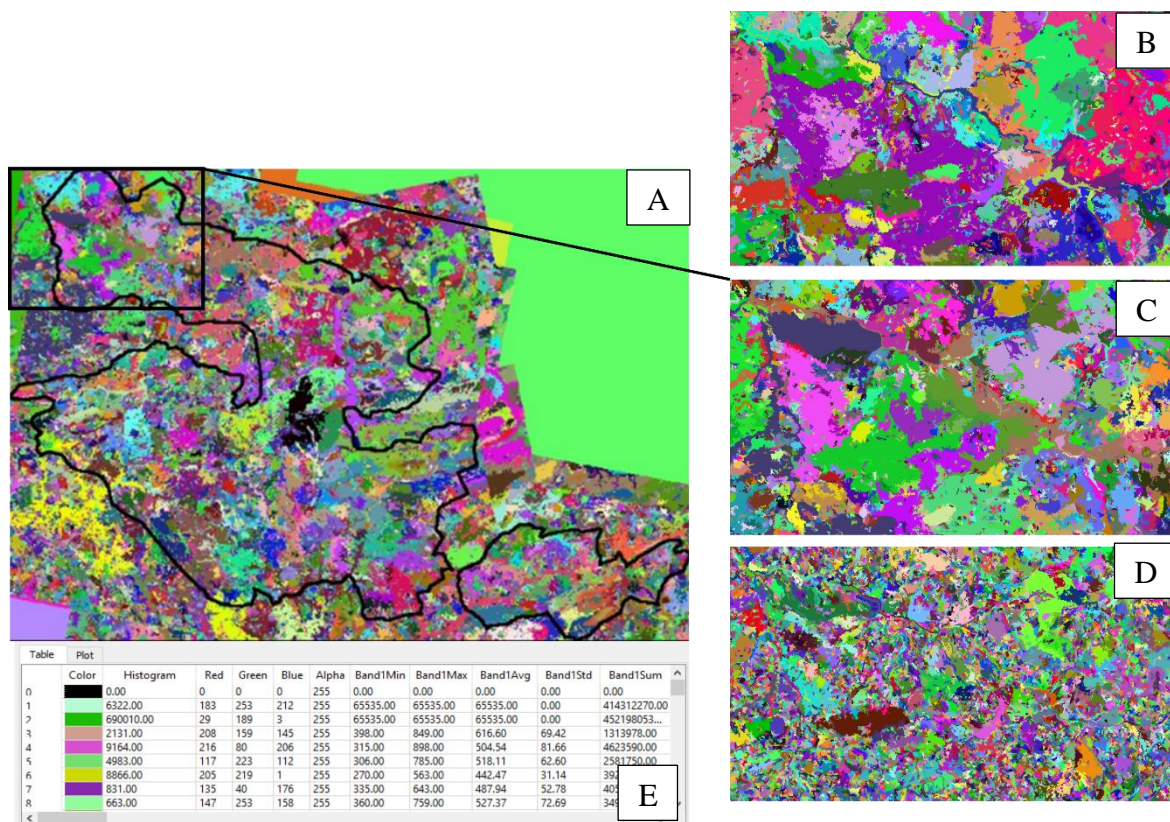 A
B
C
D
Table Plot
Color Histogram Red Green Blue Alpha Band1Min Band1Max Band1Avg Band1Std Band1Sum
0 0.00 0 0 0 255 0.00 0.00 0.00 0.00 0.00
1 6322.00 183 253 212 255 65535.00 65535.00 65535.00 0.00 414312270.00
2 690010.00 29 189 3 255 65535.00 65535.00 65535.00 0.00 452198053...
3 2131.00 208 159 145 255 398.00 849.00 616.60 69.42 1313978.00
4 9164.00 216 80 206 255 315.00 898.00 504.54 81.66 4623590.00
5 4983.00 117 223 112 255 306.00 785.00 518.11 62.60 2581750.00
6 8866.00 205 219 1 255 270.00 563.00 442.47 31.14 392
7 831.00 135 40 176 255 335.00 643.00 487.94 52.78 405
8 663.00 147 253 158 255 360.00 759.00 527.37 72.69 349
E